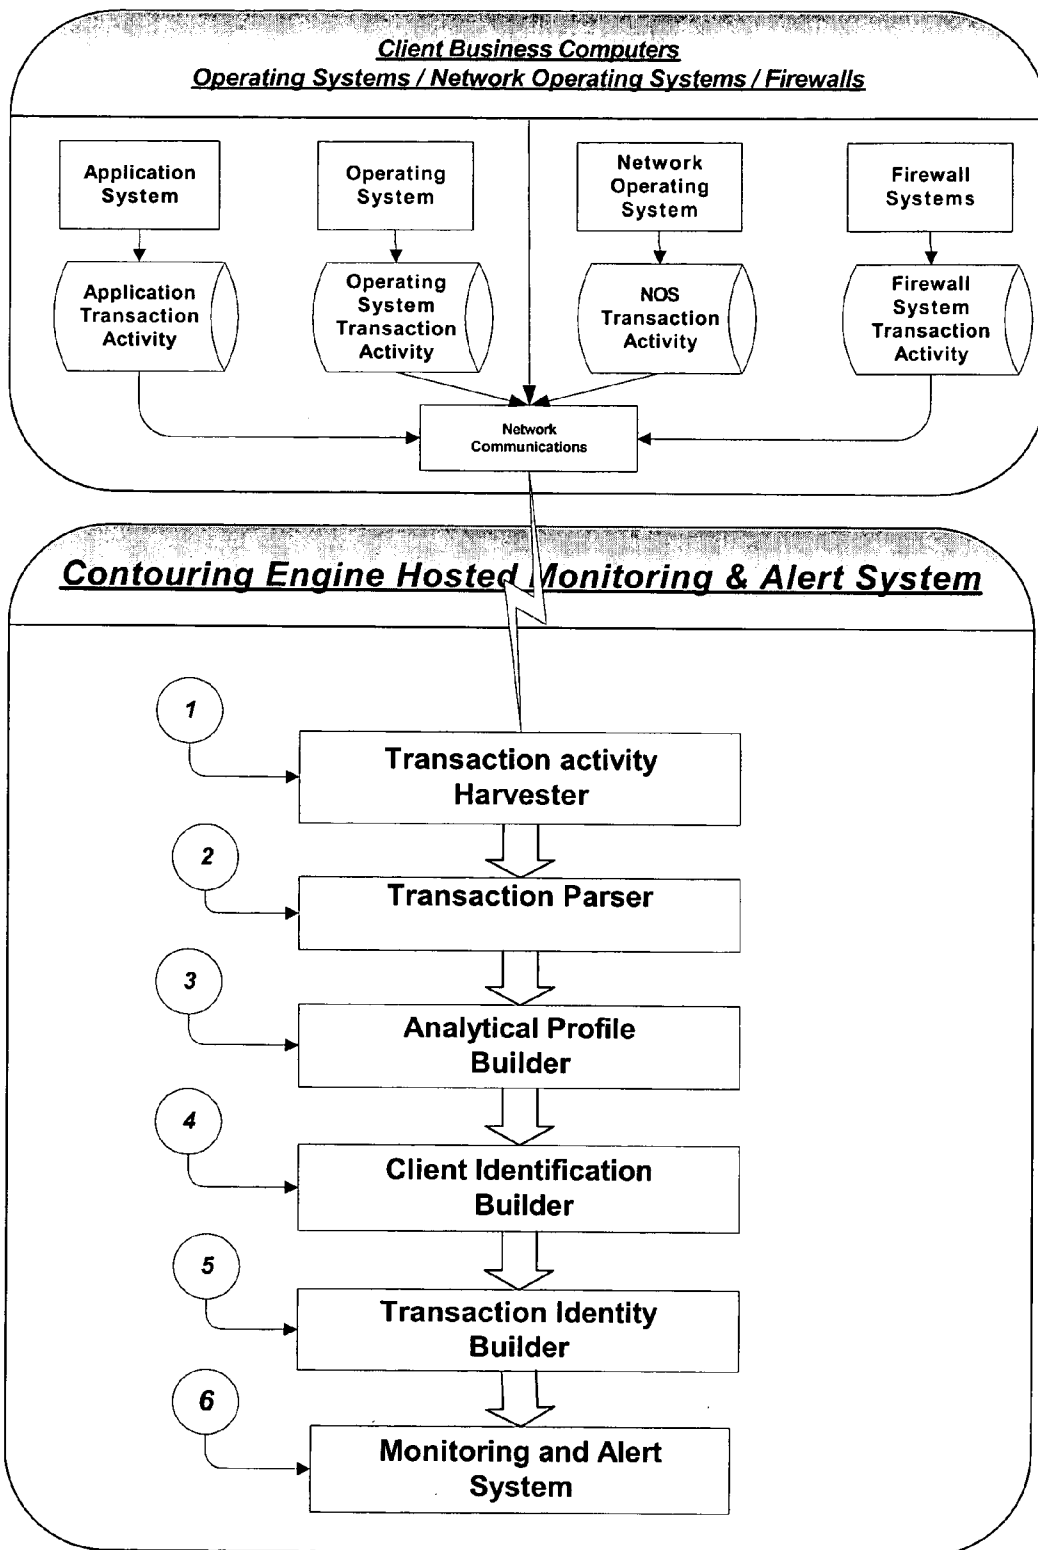 Client Business Computers
Operating Systems / Network Operating Systems / Firewalls
Application
System
Operating
System
Network
Operating
System
Firewall
Systems
Application
Transaction
Activity
Operating
System
Transaction
Activity
NOS
Transaction
Activity
Firewall
System
Transaction
Activity
Network
Communications
Contouring Engine Hosted Monitoring & Alert System
1
Transaction activity
Harvester
2
Transaction Parser
3
Analytical Profile
Builder
4
Client Identification
Builder
5
Transaction Identity
Builder
6
Monitoring and Alert
System